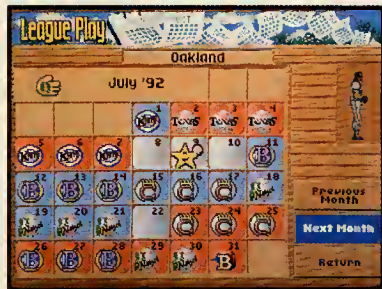 League Play
Oakland
July '92
1 2 3 4
TEXAS TEXAS TEXAS
5 6 7 8 10 11
B
12 13 14 15 16 17 18
B B B C C C
19 20 21 22 23 24 25
C C C
26 27 28 29 30 31
B B B B
Previous
Month
Next Month
Return